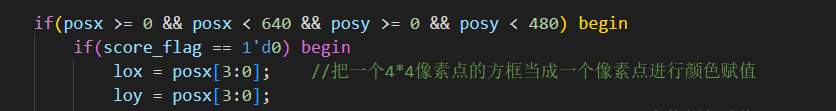 if(posx >= 0 && posx < 640 && posy >= 0 && posy < 480) begin
if(score_flag == 1'd0) begin
lox = posx[3:0]; //把一个4*4像素点的方框当成一个像素点进行颜色赋值
loy = posy[3:0];